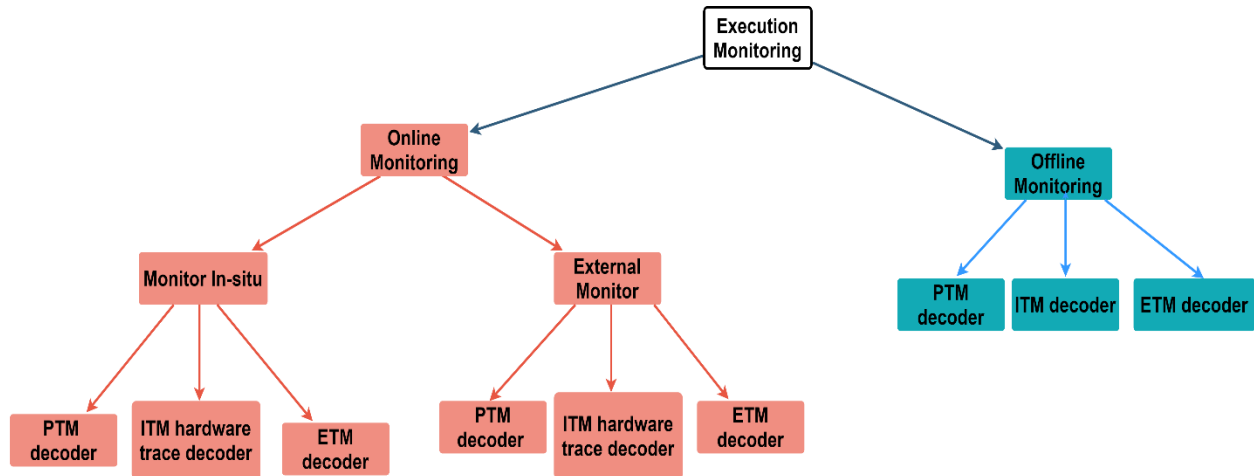 Execution
Monitoring
Online
Monitoring
Offline
Monitoring
Monitor In-situ
External
Monitor
PTM
decoder
ITM decoder
ETM decoder
PTM
decoder
ITM hardware
trace decoder
ETM
decoder
PTM
decoder
ITM hardware
trace decoder
ETM
decoder